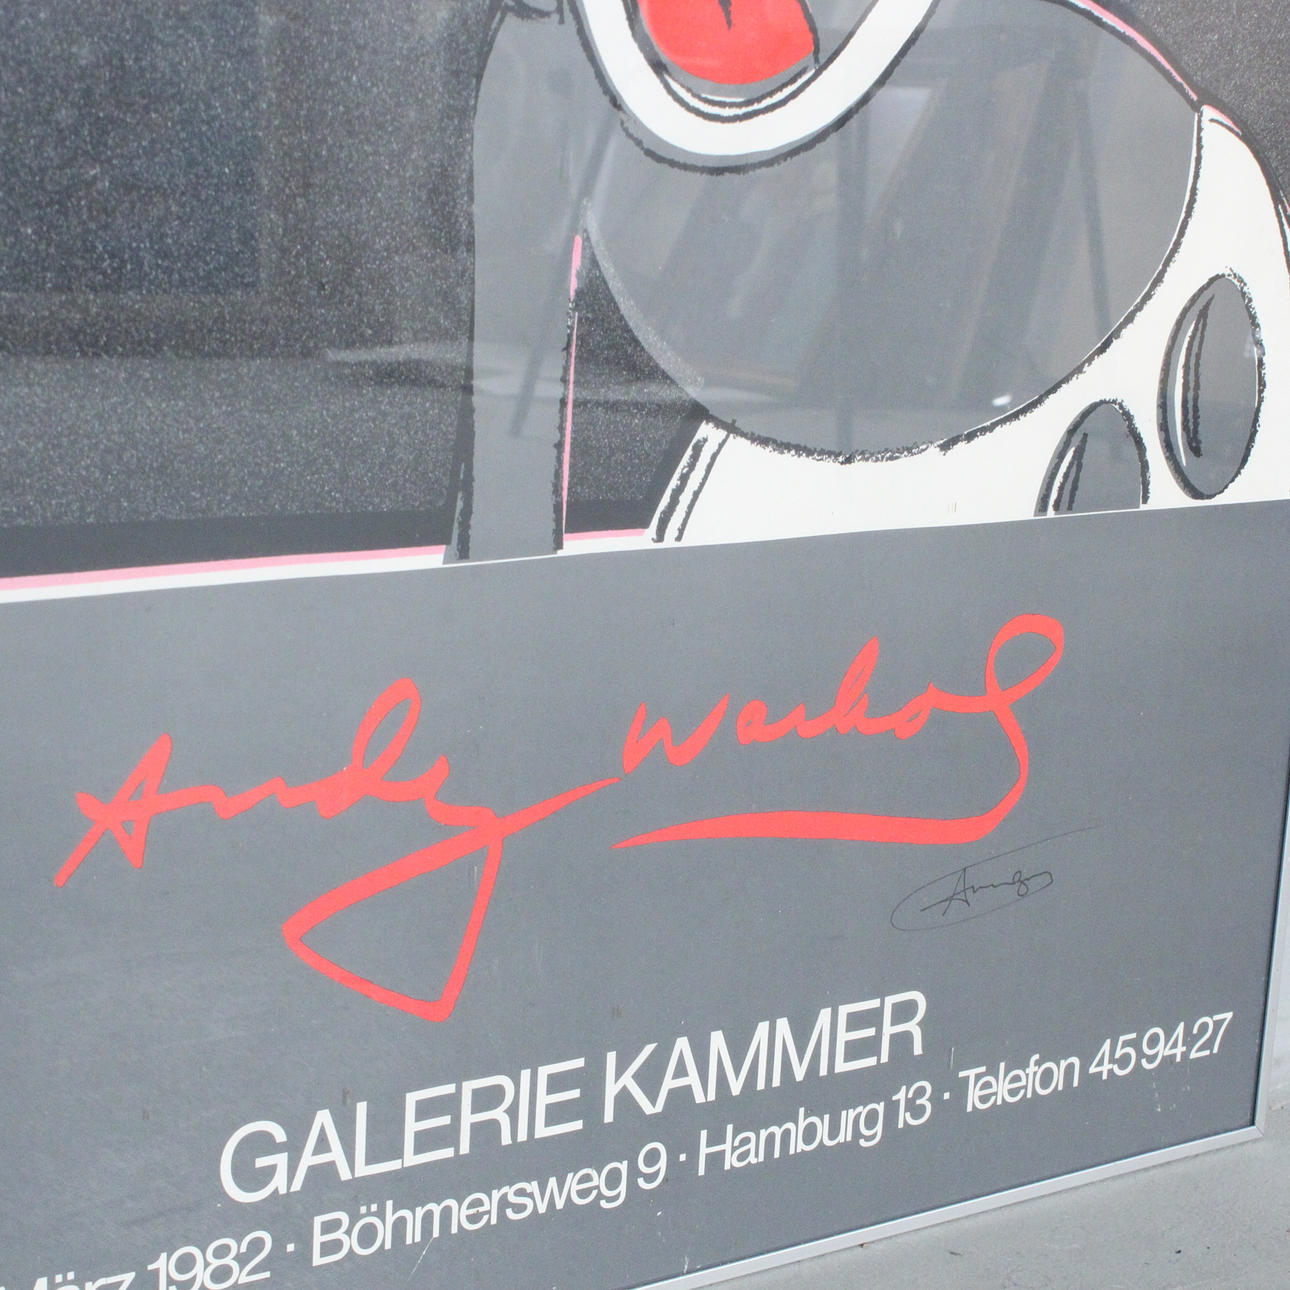 Andy Warhol
GALERIE KAMMER
März 1982 · Böhmersweg 9 · Hamburg 13 · Telefon 45 94 27